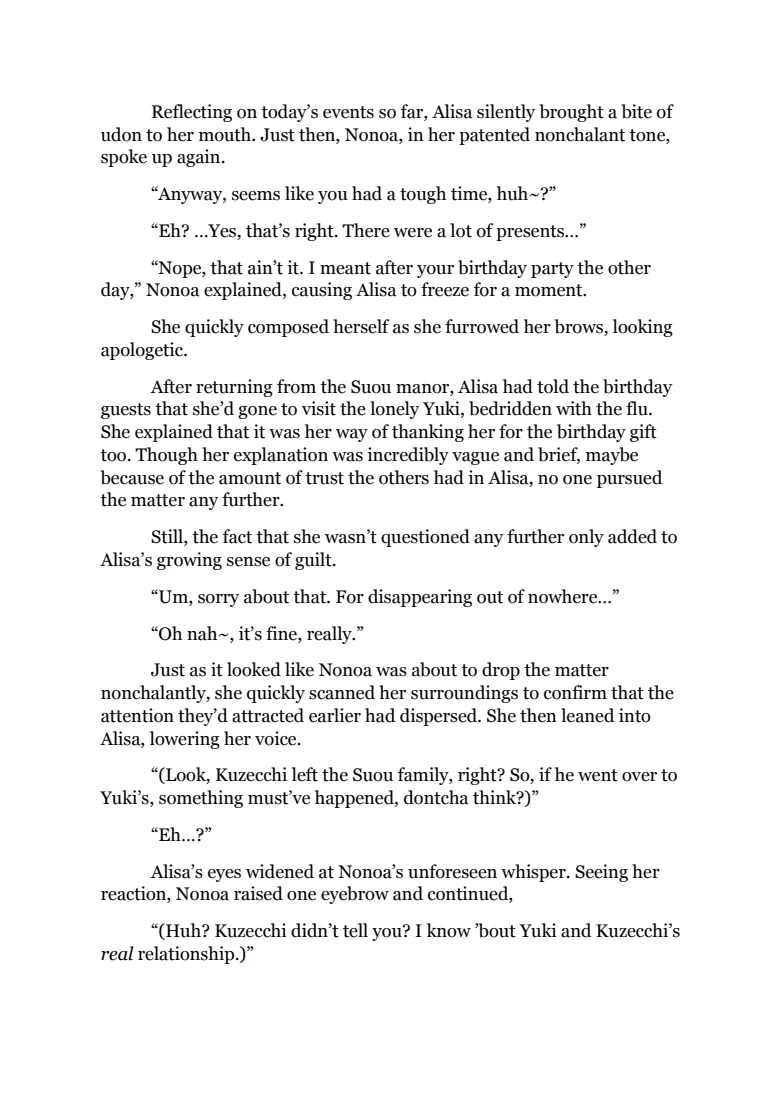 Reflecting on today’s events so far, Alisa silently brought a bite of
udon to her mouth. Just then, Nonoa, in her patented nonchalant tone,
spoke up again.
“Anyway, seems like you had a tough time, huh~?”
“Eh? …Yes, that’s right. There were a lot of presents…”
“Nope, that ain’t it. I meant after your birthday party the other
day,” Nonoa explained, causing Alisa to freeze for a moment.
She quickly composed herself as she furrowed her brows, looking
apologetic.
After returning from the Suou manor, Alisa had told the birthday
guests that she’d gone to visit the lonely Yuki, bedridden with the flu.
She explained that it was her way of thanking her for the birthday gift
too. Though her explanation was incredibly vague and brief, maybe
because of the amount of trust the others had in Alisa, no one pursued
the matter any further.
Still, the fact that she wasn’t questioned any further only added to
Alisa’s growing sense of guilt.
“Um, sorry about that. For disappearing out of nowhere…”
“Oh nah~, it’s fine, really.”
Just as it looked like Nonoa was about to drop the matter
nonchalantly, she quickly scanned her surroundings to confirm that the
attention they’d attracted earlier had dispersed. She then leaned into
Alisa, lowering her voice.
“(Look, Kuzecchi left the Suou family, right? So, if he went over to
Yuki’s, something must’ve happened, dontcha think?)”
“Eh…?”
Alisa’s eyes widened at Nonoa’s unforeseen whisper. Seeing her
reaction, Nonoa raised one eyebrow and continued,
“(Huh? Kuzecchi didn’t tell you? I know ’bout Yuki and Kuzecchi’s
real relationship.)”